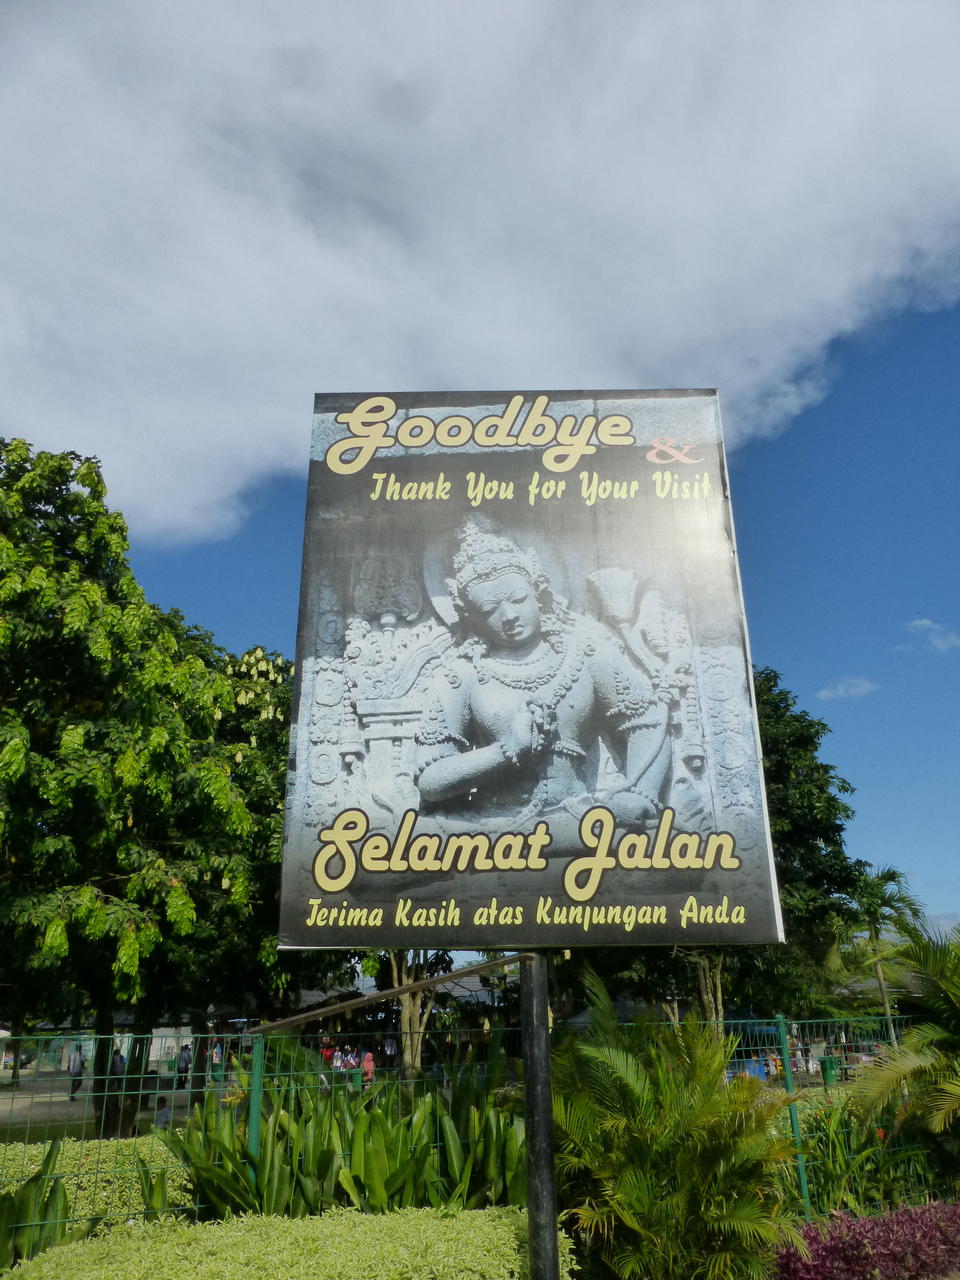 Goodbye
&
Thank You for Your Visit
Selamat Jalan
Terima Kasih atas Kunjungan Anda